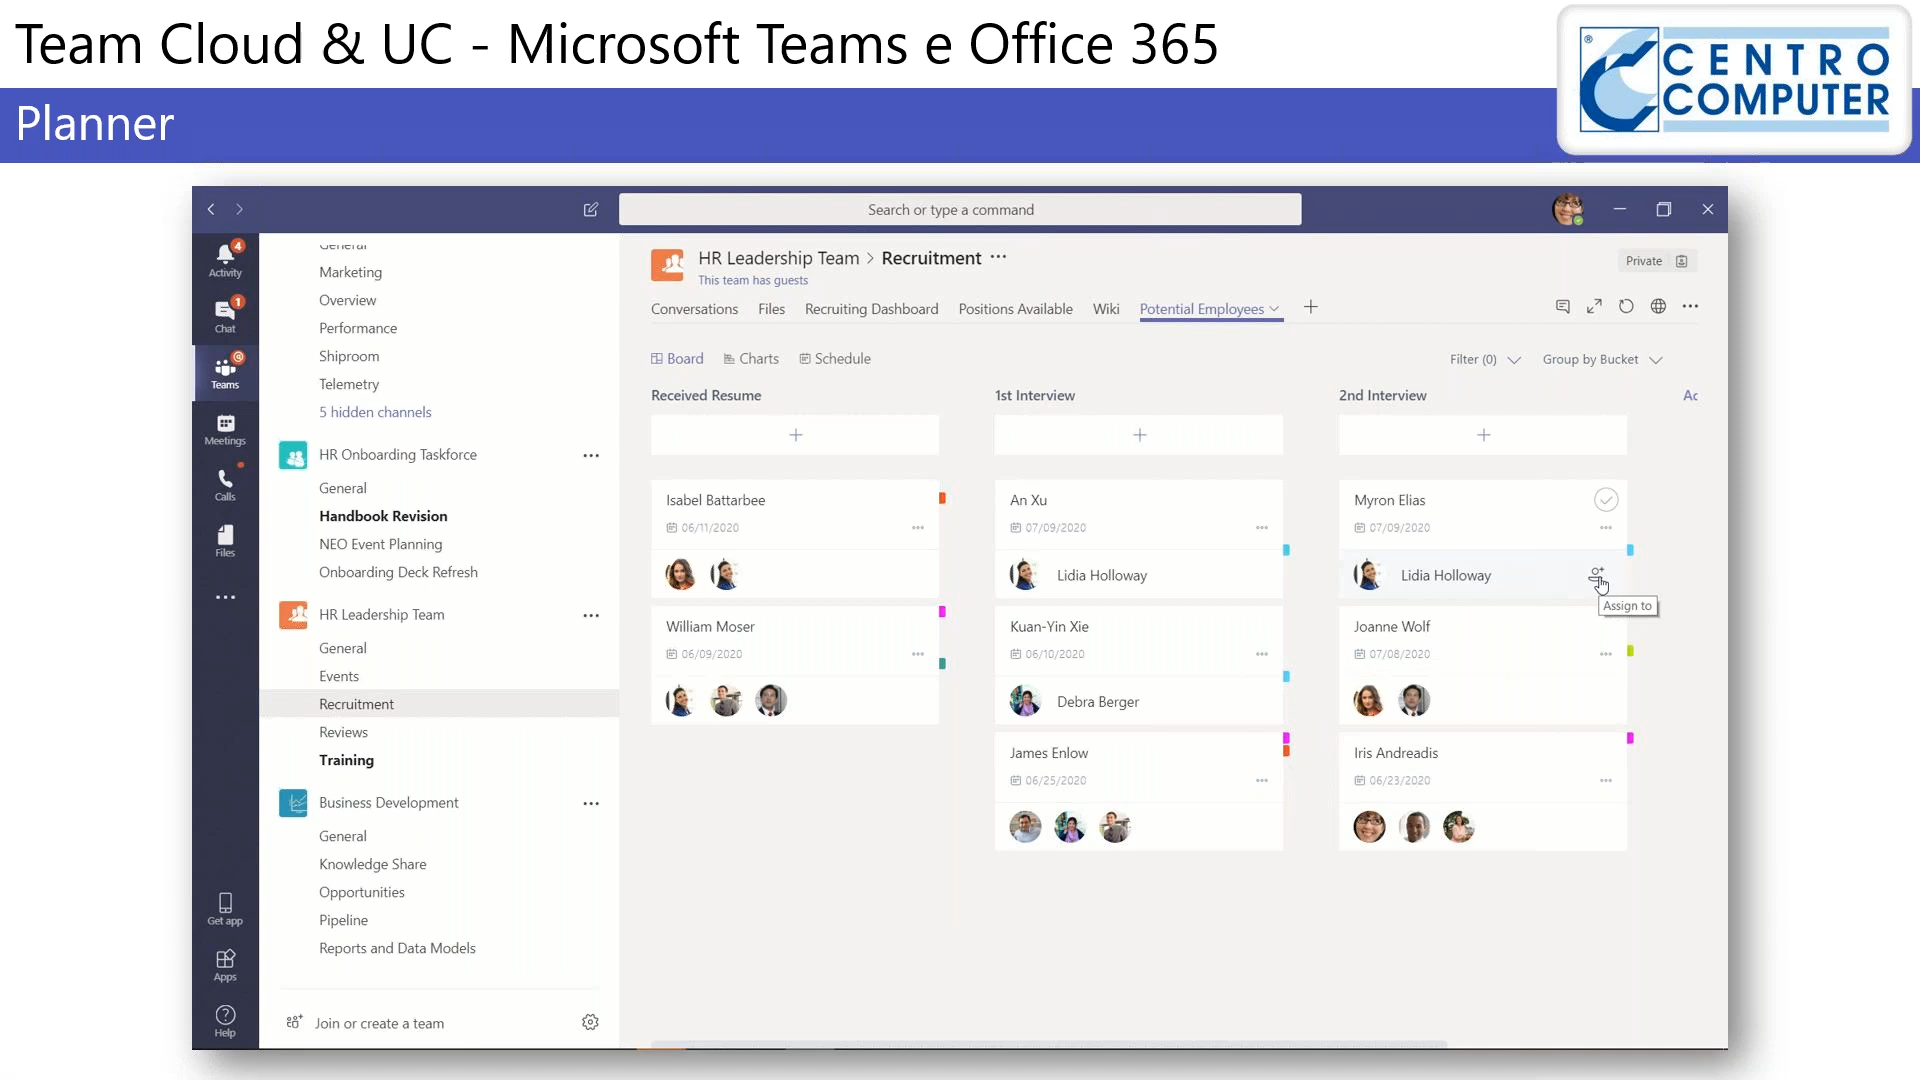 Team Cloud & UC - Microsoft Teams e Office 365
CENTRO
COMPUTER
®
Planner
Search or type a command
4
Activity
1
Chat
Teams
Meetings
Calls
Files
Get app
Apps
Help
General
Marketing
Overview
Performance
Shiproom
Telemetry
5 hidden channels
HR Onboarding Taskforce
General
Handbook Revision
NEO Event Planning
Onboarding Deck Refresh
HR Leadership Team
General
Events
Recruitment
Reviews
Training
Business Development
General
Knowledge Share
Opportunities
Pipeline
Reports and Data Models
Join or create a team
HR Leadership Team > Recruitment ...
This team has guests
Private
Conversations Files Recruiting Dashboard Positions Available Wiki Potential Employees
Board Charts Schedule
Filter (0) Group by Bucket
Received Resume
Isabel Battarbee
06/11/2020
William Moser
06/09/2020
1st Interview
An Xu
07/09/2020
Lidia Holloway
Kuan-Yin Xie
06/10/2020
Debra Berger
James Enlow
06/25/2020
2nd Interview
Myron Elias
07/09/2020
Lidia Holloway
Assign to
Joanne Wolf
07/08/2020
Iris Andreadis
06/23/2020
Ac